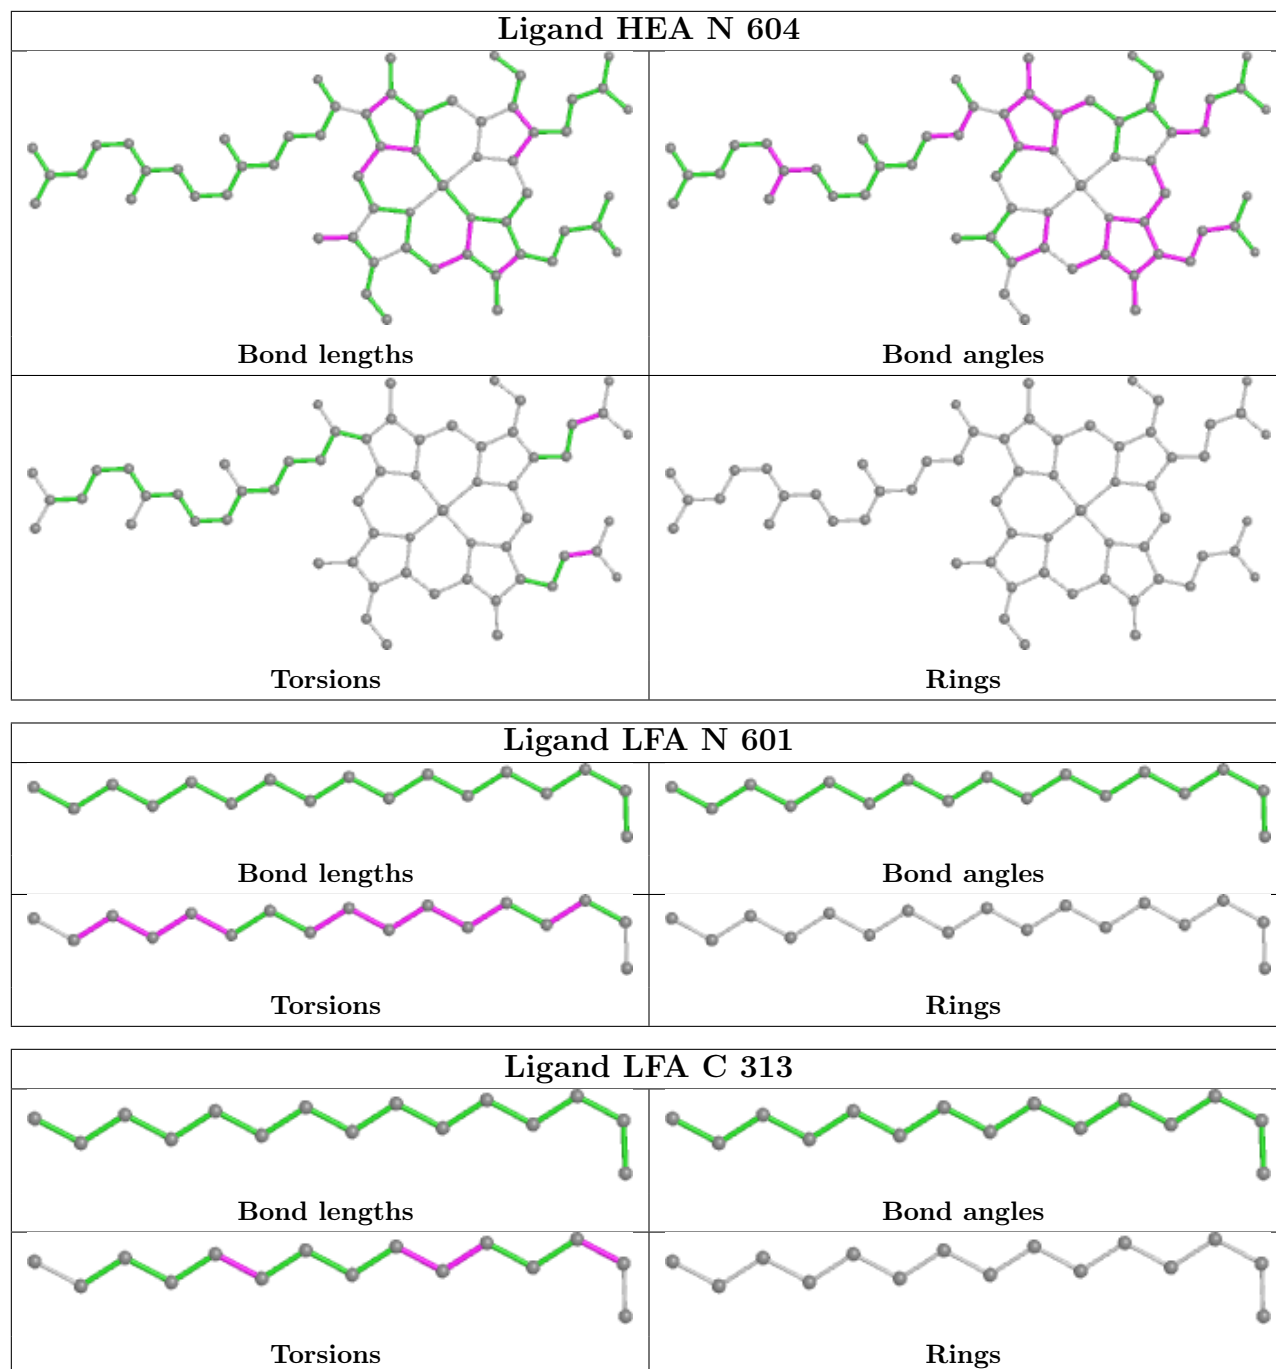 Ligand HEA N 604
Bond lengths
Bond angles
Torsions
Rings
Ligand LFA N 601
Bond lengths
Bond angles
Torsions
Rings
Ligand LFA C 313
Bond lengths
Bond angles
Torsions
Rings